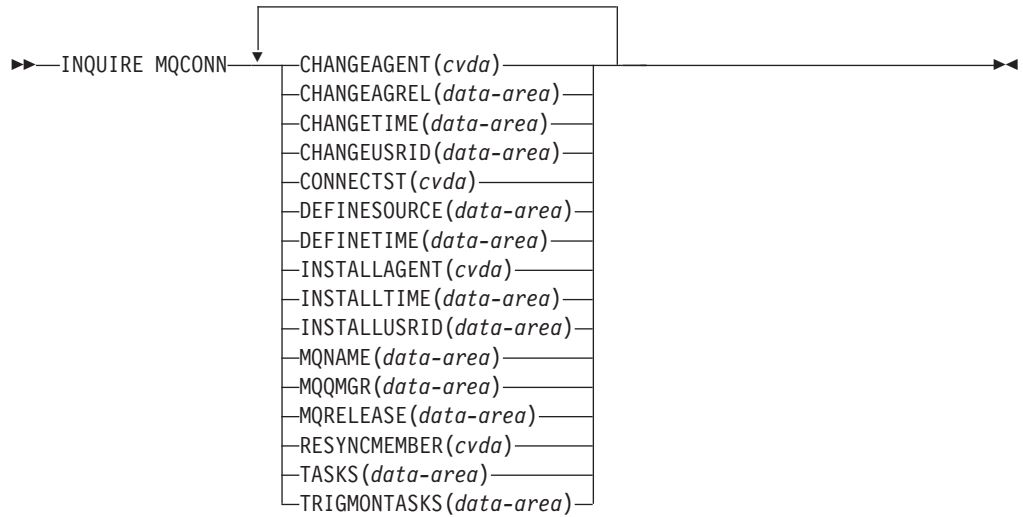 INQUIRE MQCONN CHANGEAGENT(cvda)
CHANGEAGREL(data-area)
CHANGETIME(data-area)
CHANGEUSRID(data-area)
CONNECTST(cvda)
DEFINESOURCE(data-area)
DEFINETIME(data-area)
INSTALLAGENT(cvda)
INSTALLTIME(data-area)
INSTALLUSRID(data-area)
MQNAME(data-area)
MQQMGR(data-area)
MQRELEASE(data-area)
RESYNCMEMBER(cvda)
TASKS(data-area)
TRIGMONTASKS(data-area)